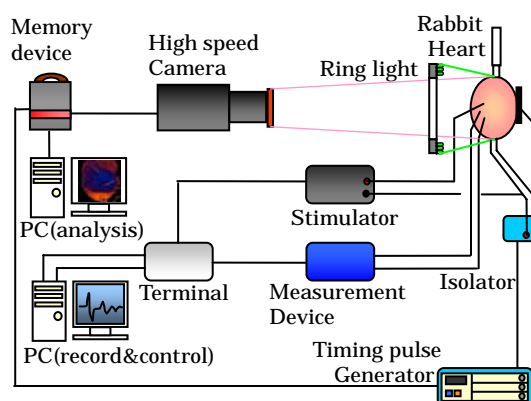 Memory
device
High speed
Camera
Ring light
Rabbit
Heart
PC(analysis)
Stimulator
Terminal
Measurement
Device
Isolator
PC(record&control)
Timing pulse
Generator